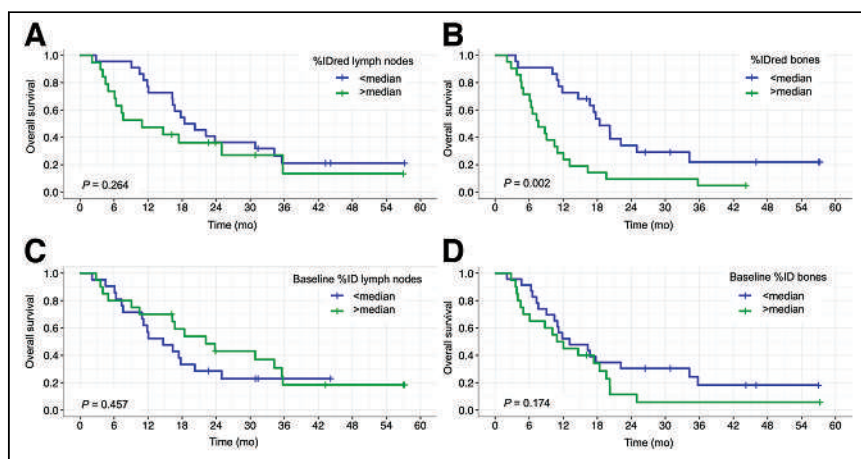 A
%IDred lymph nodes
<median
>median
Overall survival
1.0
0.8
0.6
0.4
0.2
0.0
P = 0.264
0 6 12 18 24 30 36 42 48 54 60
Time (mo)
B
%IDred bones
<median
>median
Overall survival
1.0
0.8
0.6
0.4
0.2
0.0
P = 0.002
0 6 12 18 24 30 36 42 48 54 60
Time (mo)
C
Baseline %ID lymph nodes
<median
>median
Overall survival
1.0
0.8
0.6
0.4
0.2
0.0
P = 0.457
0 6 12 18 24 30 36 42 48 54 60
Time (mo)
D
Baseline %ID bones
<median
>median
Overall survival
1.0
0.8
0.6
0.4
0.2
0.0
P = 0.174
0 6 12 18 24 30 36 42 48 54 60
Time (mo)